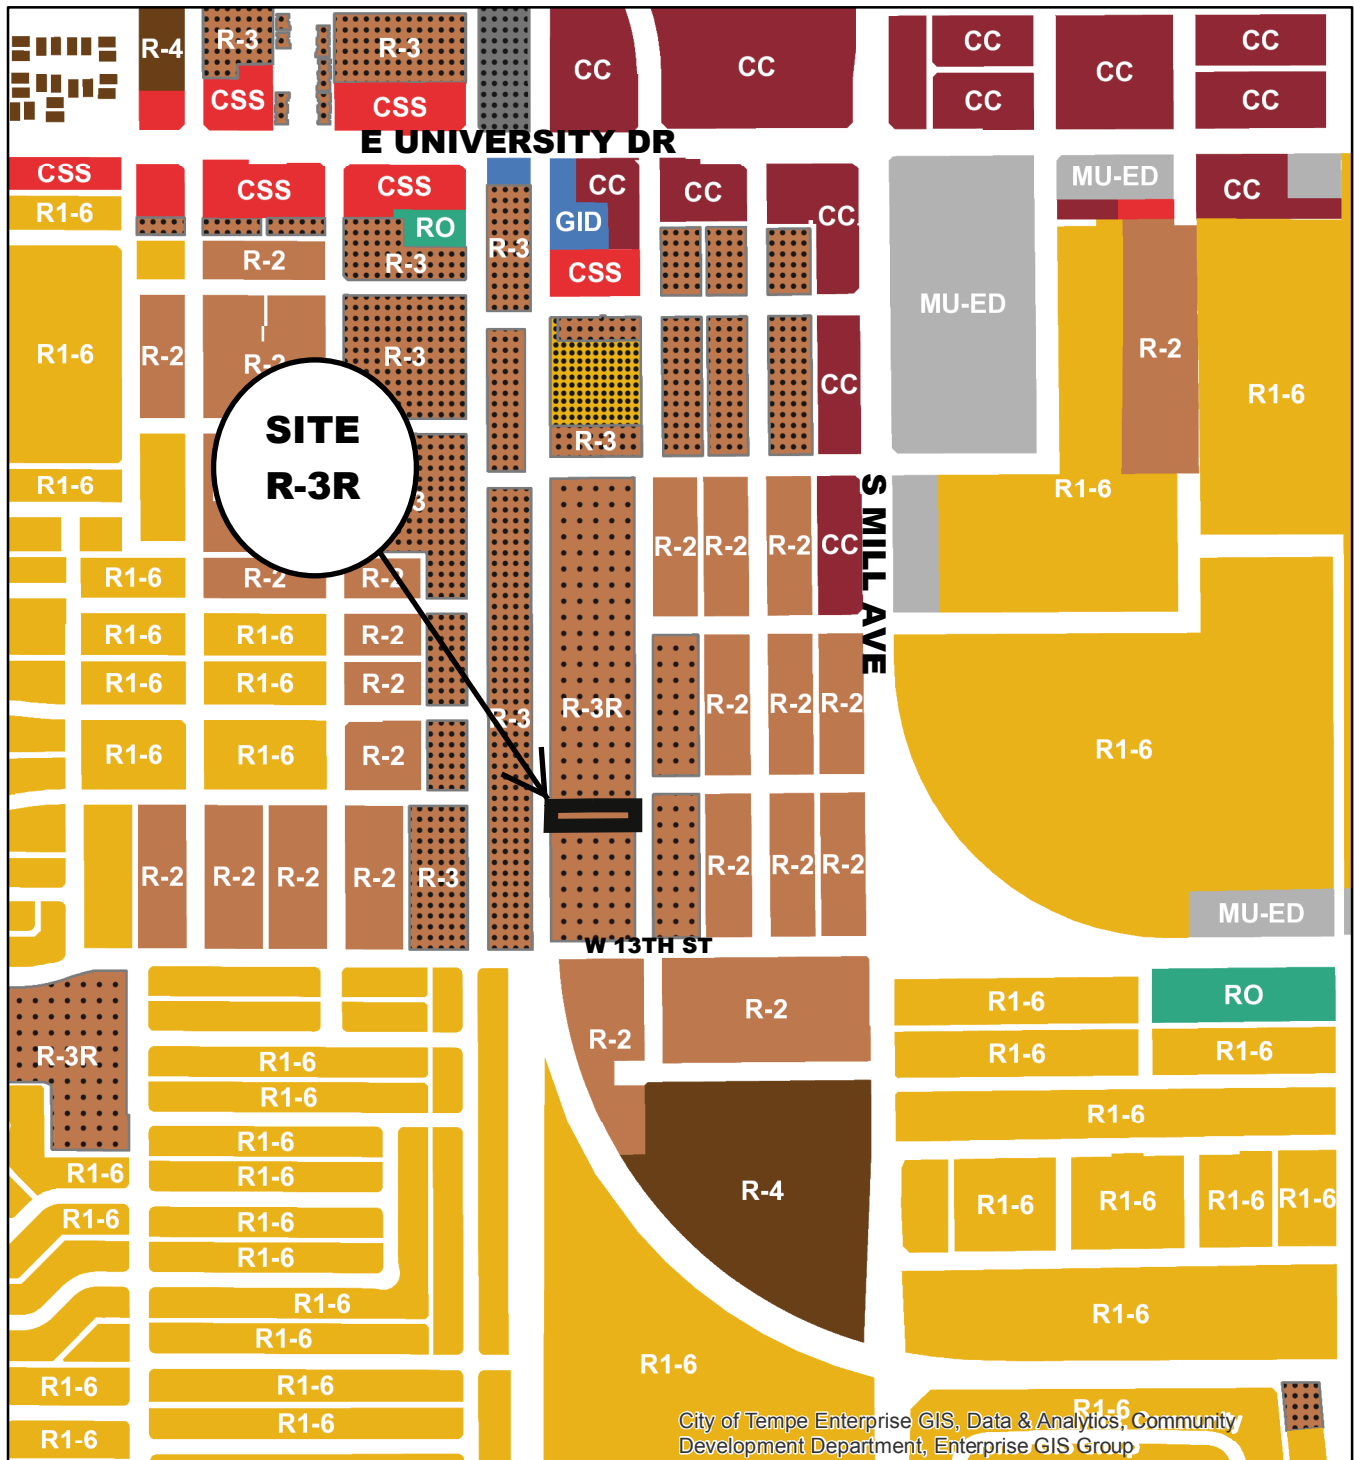 R-4
R-3
R-3
CSS
CSS
CC
CC
CC
CC
CC
CC
CC
E UNIVERSITY DR
CSS
R1-6
CSS
CSS
RO
R-2
R-3
R-3
CC
GID
CSS
CC
CC
MU-ED
MU-ED
CC
R1-6
R-2
R-3
R-3
CC
R-2
R1-6
SITE
R-3R
R1-6
R1-6
R-2
R-2
R-2
R-2
CC
S MILL AVE
R1-6
R-2
R-2
R1-6
R1-6
R-2
R1-6
R1-6
R-2
R1-6
R1-6
R-2
R-3
R-3R
R-2
R-2
R-2
R1-6
R-2
R-2
R-2
R-2
R-3
R-2
R-2
R-2
MU-ED
W 13TH ST
R-3R
R1-6
R1-6
R1-6
R1-6
R1-6
R1-6
R1-6
R1-6
R1-6
R1-6
R-2
R-2
R1-6
RO
R1-6
R1-6
R1-6
R-4
R1-6
R1-6
R1-6
R1-6
R1-6
R1-6
R1-6
R1-6
R1-6
R1-6
R1-6
R1-6
City of Tempe Enterprise GIS, Data & Analytics, Community
Development Department, Enterprise GIS Group